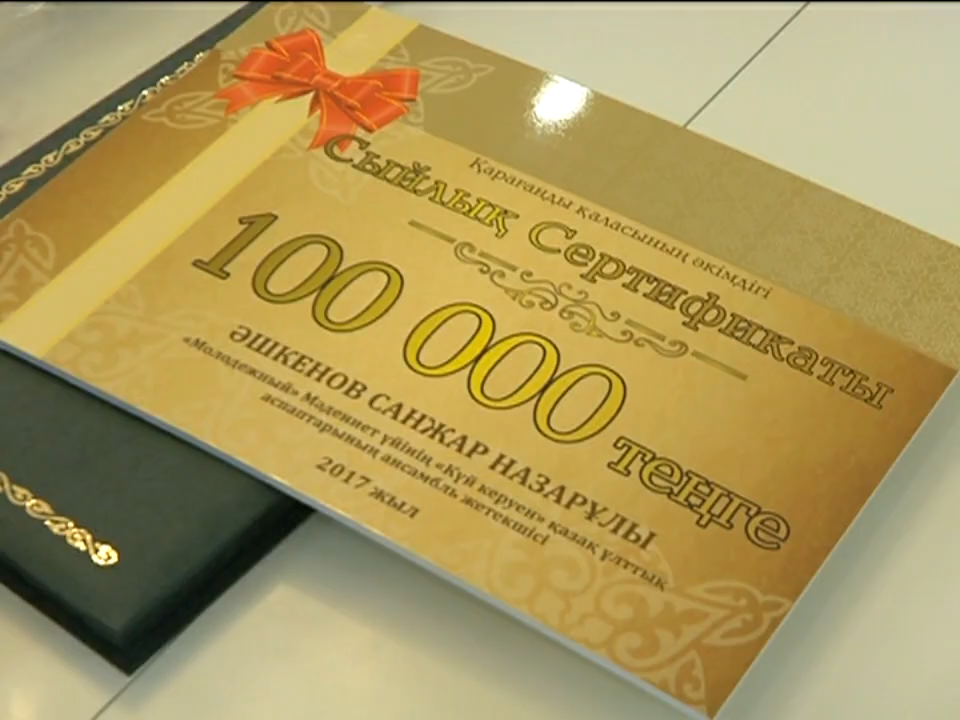 Қарағанды қаласының әкімдігі
Сыйлық Сертификаты
100 000 теңге
ӘШКЕНОВ САНЖАР НАЗАРУЛЫ
«Молодежный» Мәдениет үйінің «Күй керуен» қазақ ұлттық
аспаптарының ансамбль жетекшісі
2017 жыл